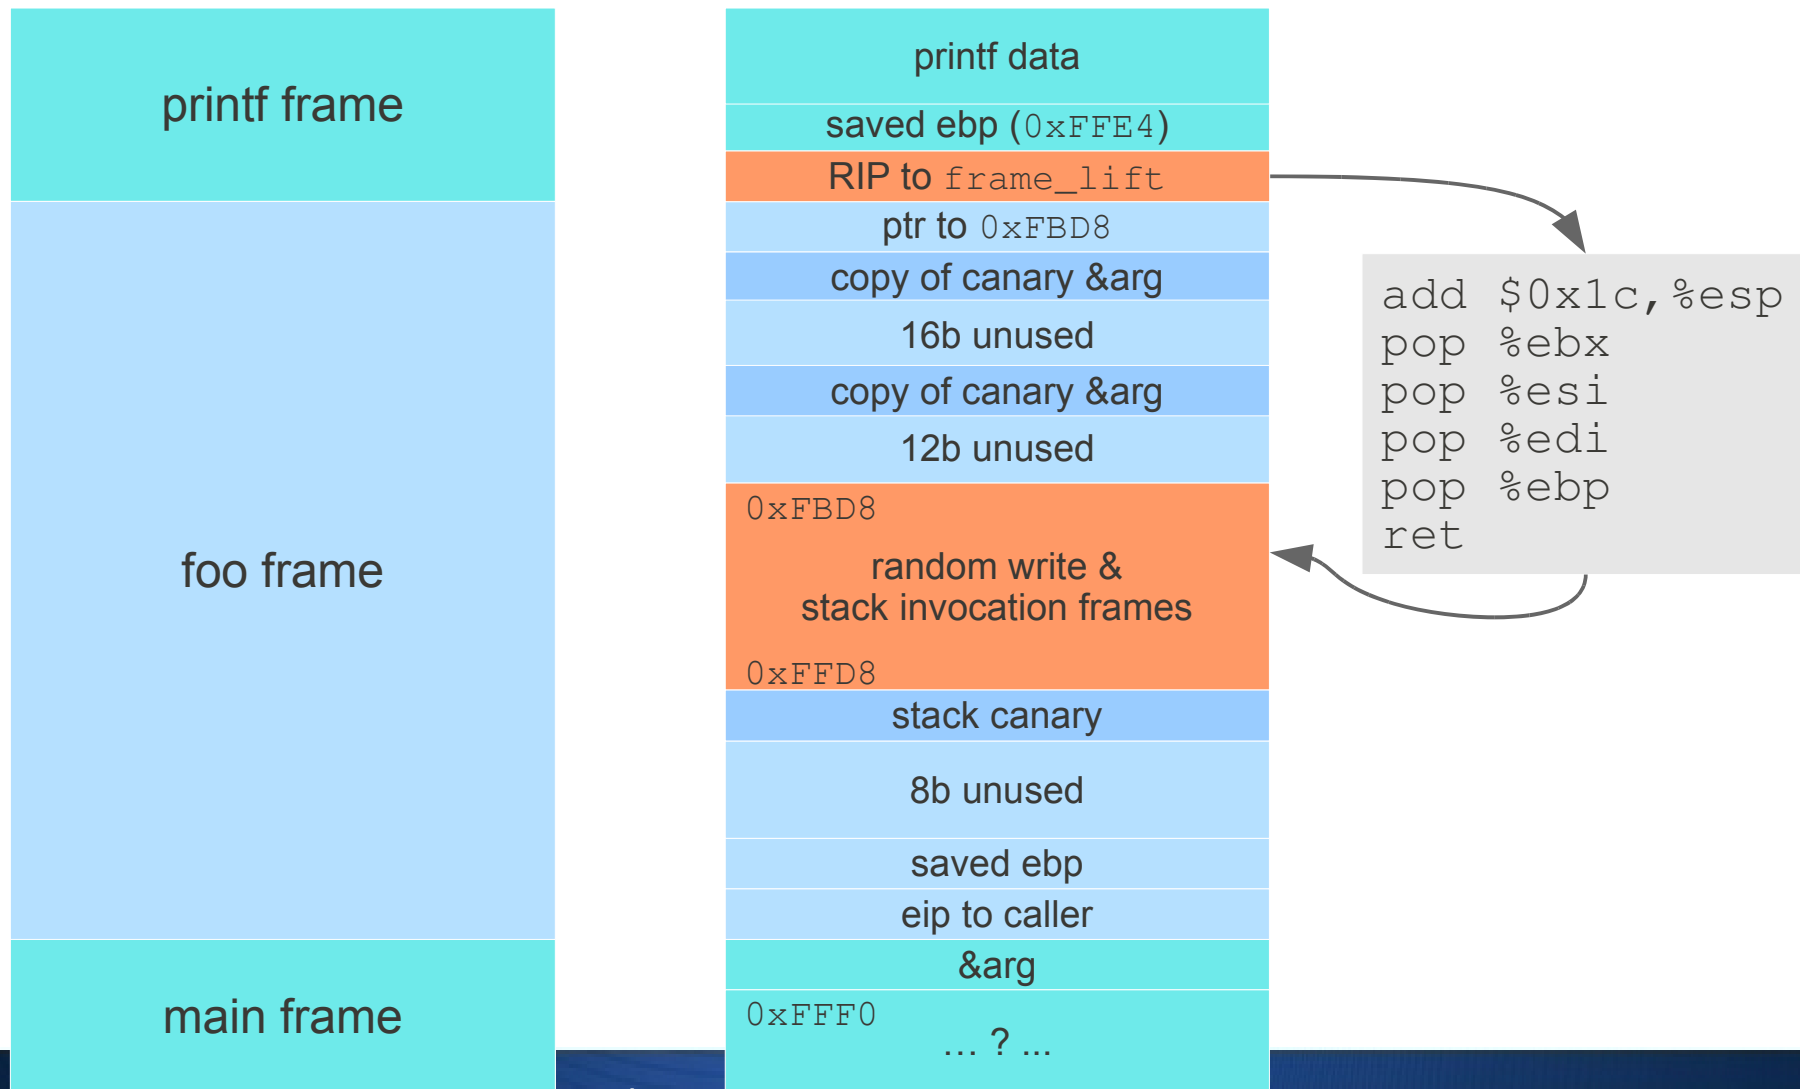 printf frame
foo frame
main frame
printf data
saved ebp (0xFFE4)
RIP to frame_lift
ptr to 0xFBD8
copy of canary &arg
16b unused
copy of canary &arg
12b unused
0xFBD8
random write &
stack invocation frames
0xFFD8
stack canary
8b unused
saved ebp
eip to caller
&arg
0xFFF0
... ? ...
add $0x1c,%esp
pop %ebx
pop %esi
pop %edi
pop %ebp
ret